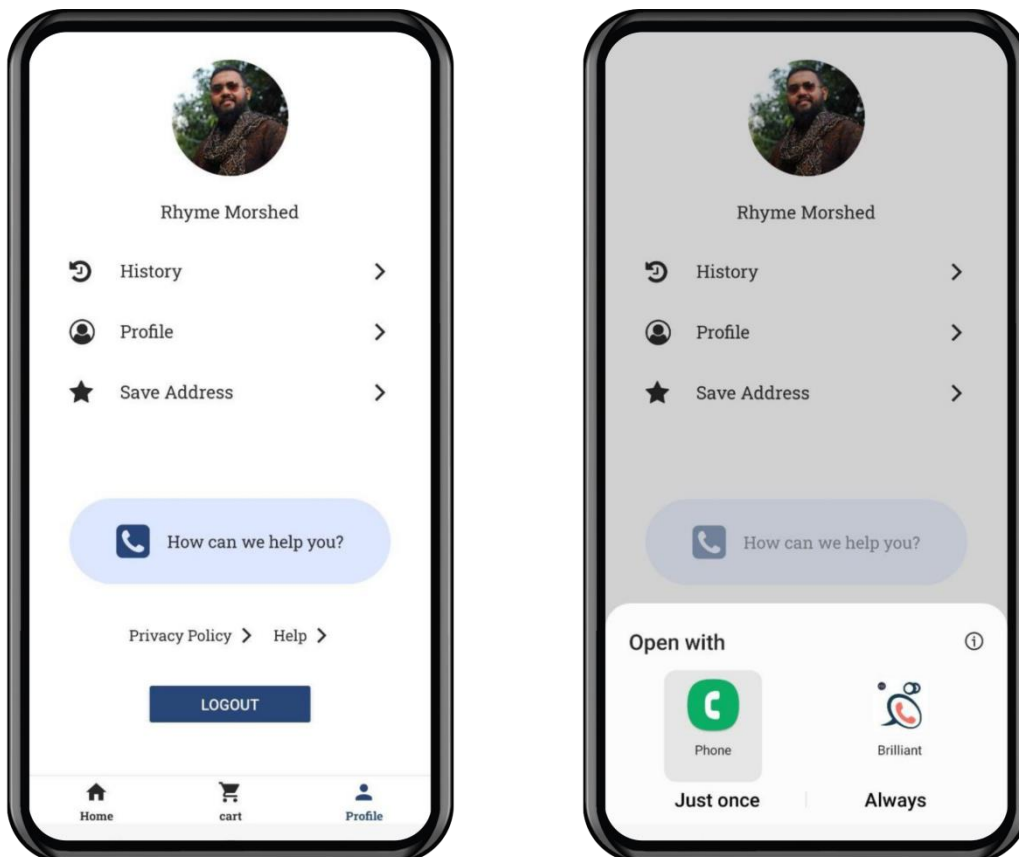 Rhyme Morshed
History
Profile
Save Address
How can we help you?
Privacy Policy Help
LOGOUT
Home cart Profile
Rhyme Morshed
History
Profile
Save Address
How can we help you?
Open with
Phone Brilliant
Just once Always